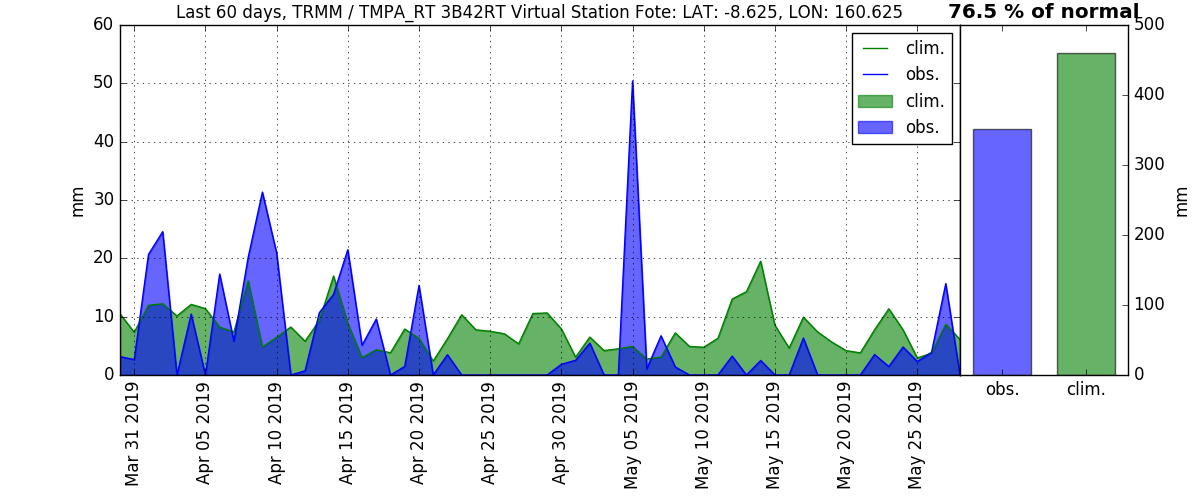 Last 60 days, TRMM / TMPA_RT 3B42RT Virtual Station Fote: LAT: -8.625, LON: 160.625
76.5 % of normal
60
50
40
30
20
10
0
mm
clim.
obs.
clim.
obs.
500
400
300
200
100
0
mm
Mar 31 2019
Apr 05 2019
Apr 10 2019
Apr 15 2019
Apr 20 2019
Apr 25 2019
Apr 30 2019
May 05 2019
May 10 2019
May 15 2019
May 20 2019
May 25 2019
obs.
clim.